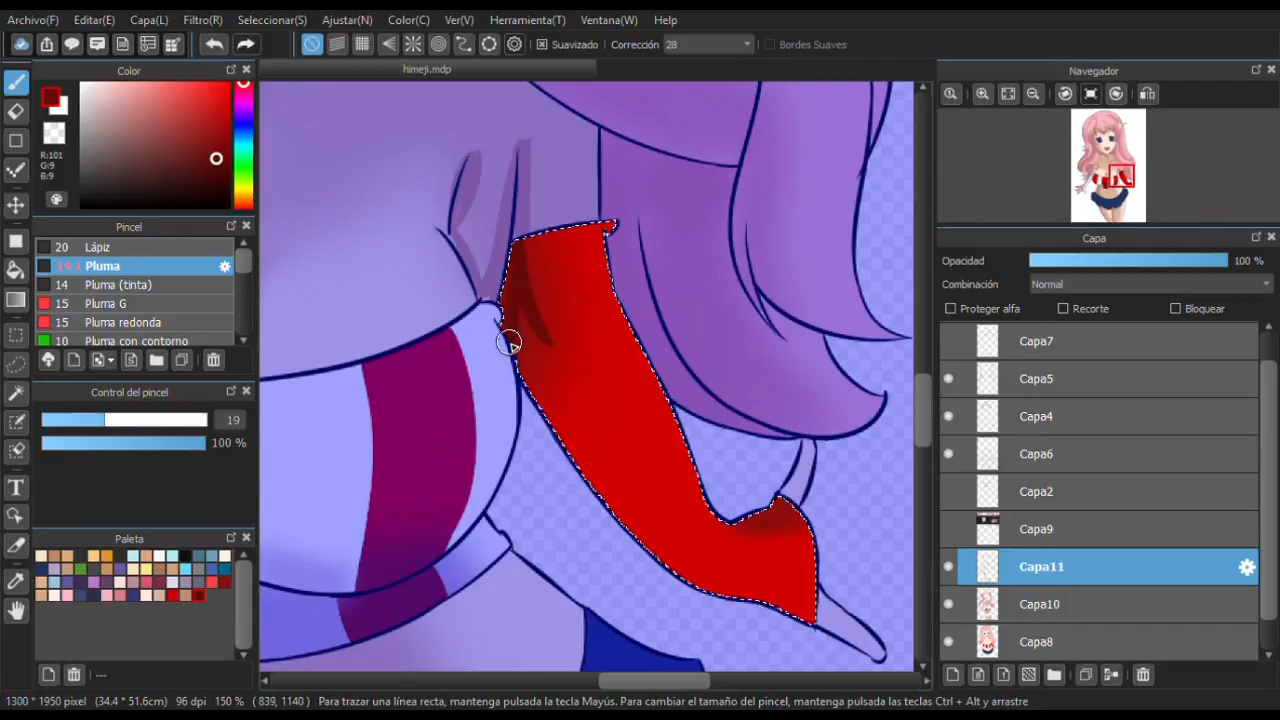 Archivo(F) Editar(E) Capa(L) Filtro(R) Seleccionar(S) Ajustar(N) Color(C) Ver(V) Herramienta(T) Ventana(W) Help
Suavizado Corrección 28 Bordes Suaves
Color
himeji.mdp
Navegador
R:101
G:9
B:9
Pincel
20 Lápiz
Pluma
14 Pluma (tinta)
15 Pluma G
15 Pluma redonda
10 Pluma con contorno
Control del pincel
19
100 %
Paleta
---
Capa
Opacidad 100 %
Combinación Normal
Proteger alfa Recorte Bloquear
Capa7
Capa5
Capa4
Capa6
Capa2
Capa9
Capa11
Capa10
Capa8
1300 * 1950 pixel (34.4 * 51.6cm) 96 dpi 150 % ( 839, 1140 ) Para trazar una línea recta, mantenga pulsada la tecla Mayús. Para cambiar el tamaño del pincel, mantenga pulsadas las teclas Ctrl + Alt y arrastre